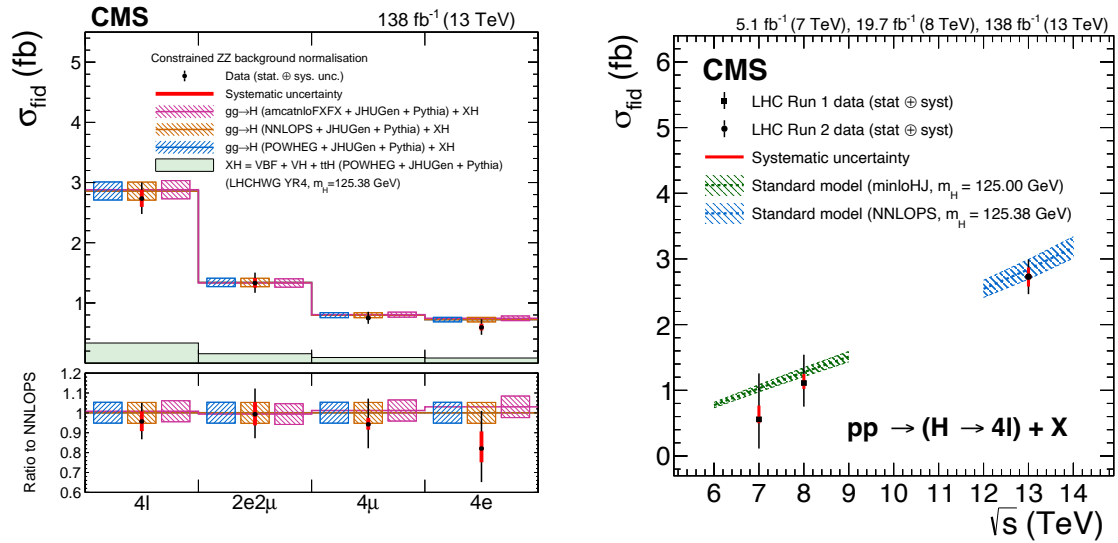 CMS 138 fb⁻¹ (13 TeV)
σfid (fb)
Constrained ZZ background normalisation
Data (stat. ⊕ sys. unc.)
Systematic uncertainty
gg→H (amcatnloFXFX + JHUGen + Pythia) + XH
gg→H (NNLOPS + JHUGen + Pythia) + XH
gg→H (POWHEG + JHUGen + Pythia) + XH
XH = VBF + VH + ttH (POWHEG + JHUGen + Pythia)
(LHCHWG YR4, mH=125.38 GeV)
5
4
3
2
1
Ratio to NNLOPS
1.2
1.1
1.0
0.9
0.8
0.7
0.6
4l 2e2μ 4μ 4e
5.1 fb⁻¹ (7 TeV), 19.7 fb⁻¹ (8 TeV), 138 fb⁻¹ (13 TeV)
σfid (fb)
CMS
LHC Run 1 data (stat ⊕ syst)
LHC Run 2 data (stat ⊕ syst)
Systematic uncertainty
Standard model (minloHJ, mH = 125.00 GeV)
Standard model (NNLOPS, mH = 125.38 GeV)
6
5
4
3
2
1
0
pp → (H → 4l) + X
6 7 8 9 10 11 12 13 14
√s (TeV)